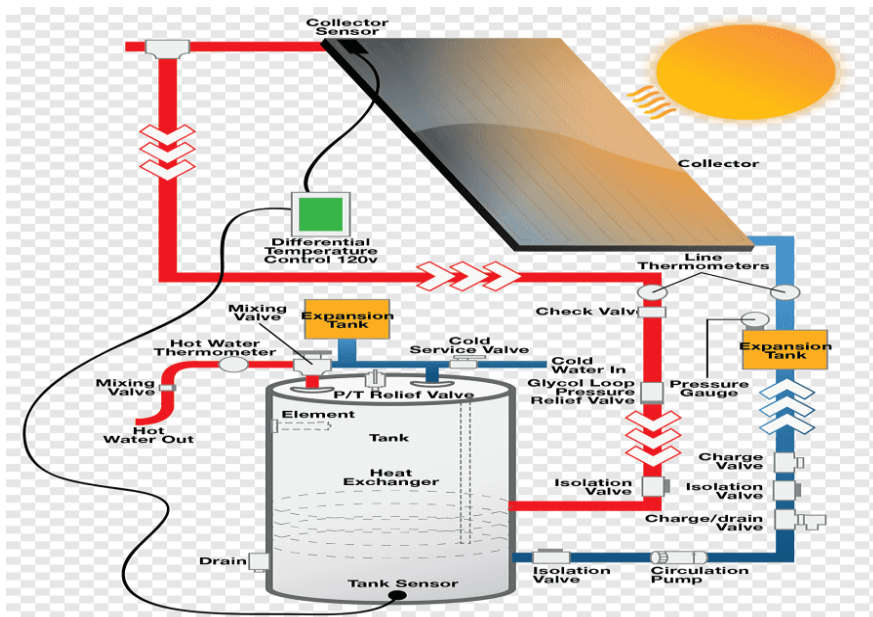 Collector
Sensor
Collector
Differential
Temperature
Control 120v
Line
Thermometers
Mixing
Valve
Expansion
Tank
Check Valv
Hot Water
Thermometer
Cold
Service Valve
Cold
Water In
Expansion
Tank
Mixing
Valve
P/T Relief Valve
Glycol Loop
Pressure
Relief Valve
Pressure
Gauge
Hot
Water Out
Element
Tank
Heat
Exchanger
Isolation
Valve
Charge
Valve
Isolation
Valve
Charge/drain
Valve
Drain
Tank Sensor
Isolation
Valve
Circulation
Pump